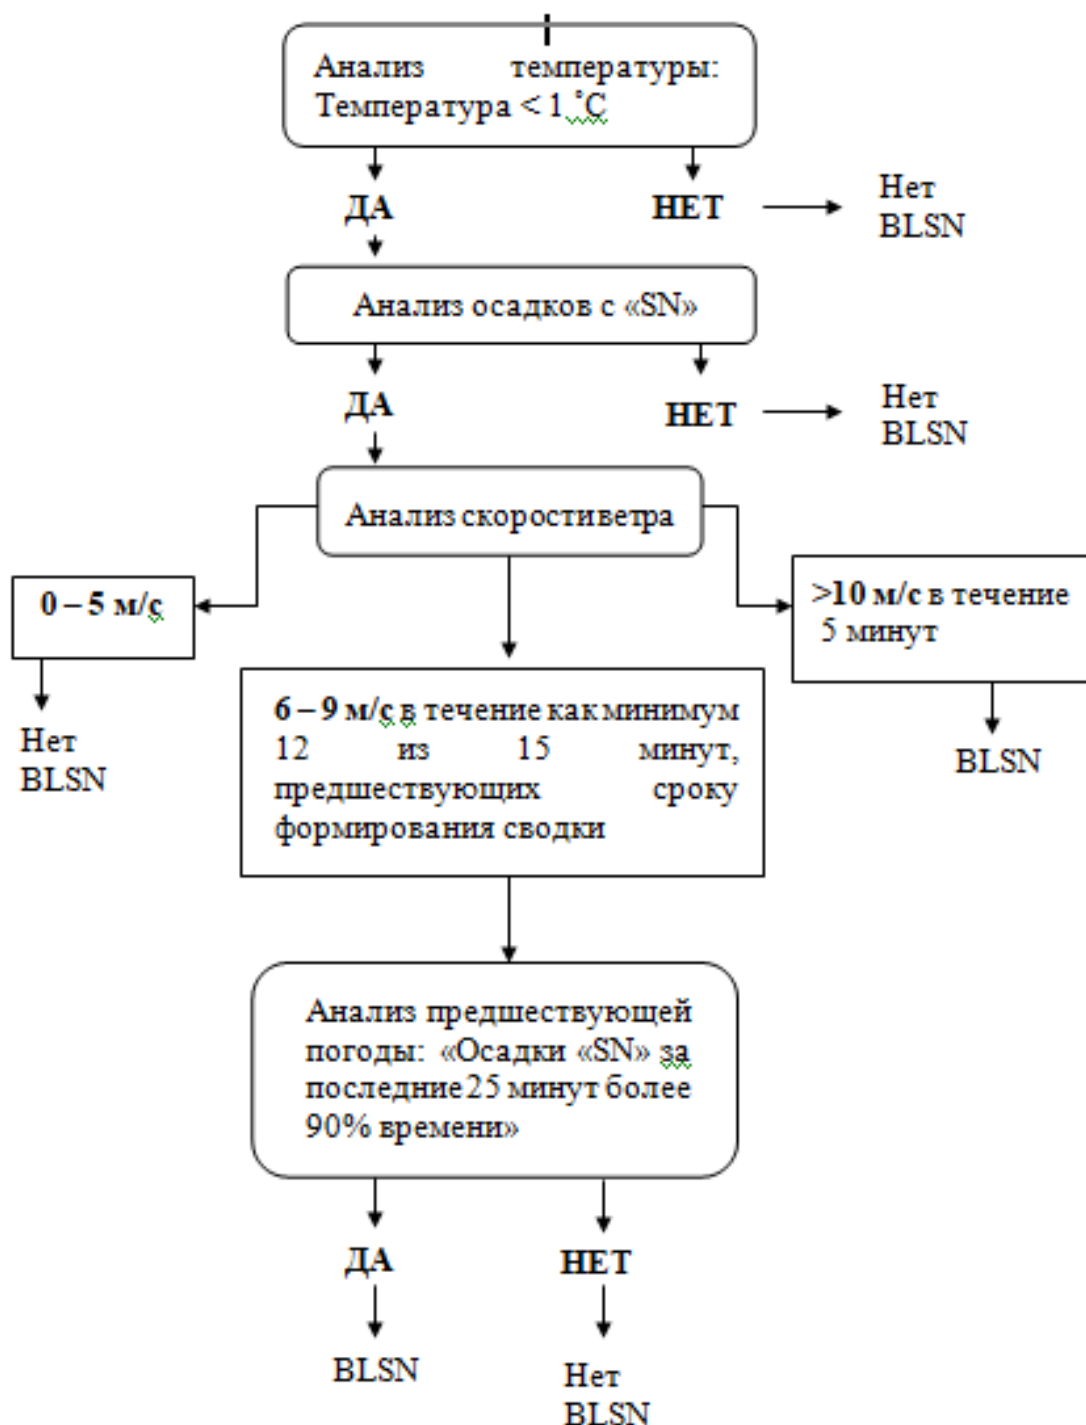 Анализ температуры:
Температура < 1 ˚С
ДА
НЕТ
Нет
BLSN
Анализ осадков с «SN»
ДА
НЕТ
Нет
BLSN
Анализ скорости ветра
0 – 5 м/с
>10 м/с в течение
5 минут
Нет
BLSN
6 – 9 м/с в течение как минимум
12 из 15 минут,
предшествующих сроку
формирования сводки
BLSN
Анализ предшествующей
погоды: «Осадки «SN» за
последние 25 минут более
90% времени»
ДА
НЕТ
BLSN
Нет
BLSN